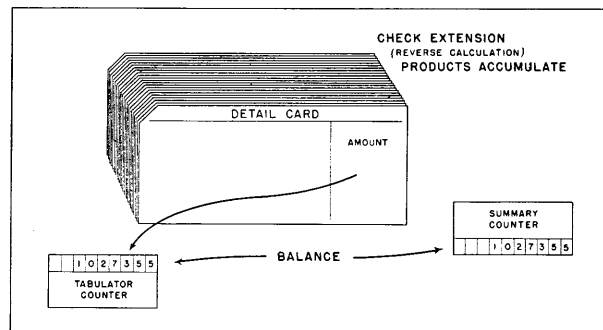 CHECK EXTENSION
(REVERSE CALCULATION)
PRODUCTS ACCUMULATE
DETAIL CARD
AMOUNT
SUMMARY
COUNTER
1 0 2 7 3 5 5
BALANCE
1 0 2 7 3 5 5
TABULATOR
COUNTER